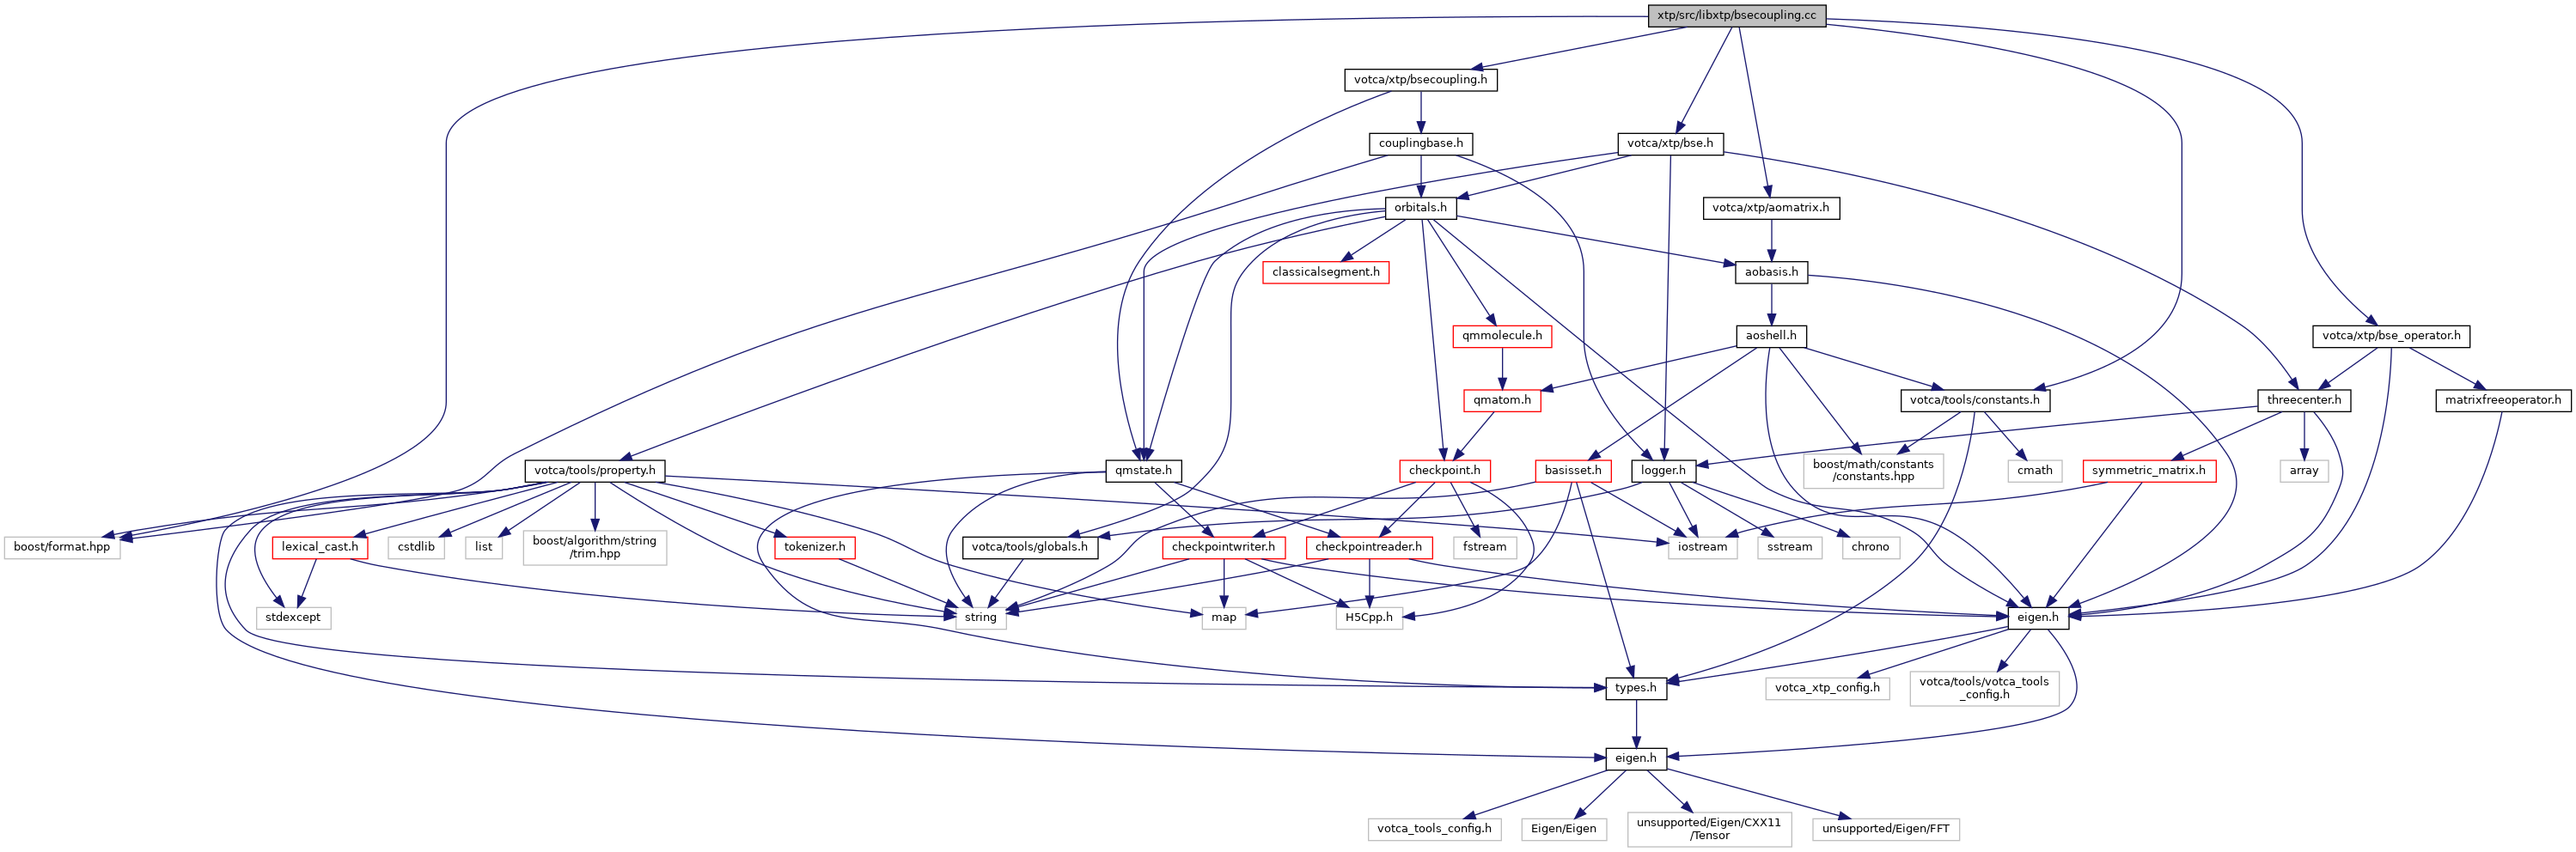 xtp/src/libxtp/bsecoupling.cc
votca/xtp/bsecoupling.h
couplingbase.h
votca/xtp/bse.h
orbitals.h
votca/xtp/aomatrix.h
classicalsegment.h
aobasis.h
qmmolecule.h
aoshell.h
votca/xtp/bse_operator.h
qmatom.h
votca/tools/constants.h
threecenter.h
matrixfreeoperator.h
votca/tools/property.h
qmstate.h
checkpoint.h
basisset.h
logger.h
boost/math/constants
/constants.hpp
cmath
symmetric_matrix.h
array
boost/format.hpp
lexical_cast.h
cstdlib
list
boost/algorithm/string
/trim.hpp
tokenizer.h
votca/tools/globals.h
checkpointwriter.h
checkpointreader.h
fstream
iostream
sstream
chrono
stdexcept
string
map
H5Cpp.h
eigen.h
types.h
votca_xtp_config.h
votca/tools/votca_tools
_config.h
eigen.h
votca_tools_config.h
Eigen/Eigen
unsupported/Eigen/CXX11
/Tensor
unsupported/Eigen/FFT